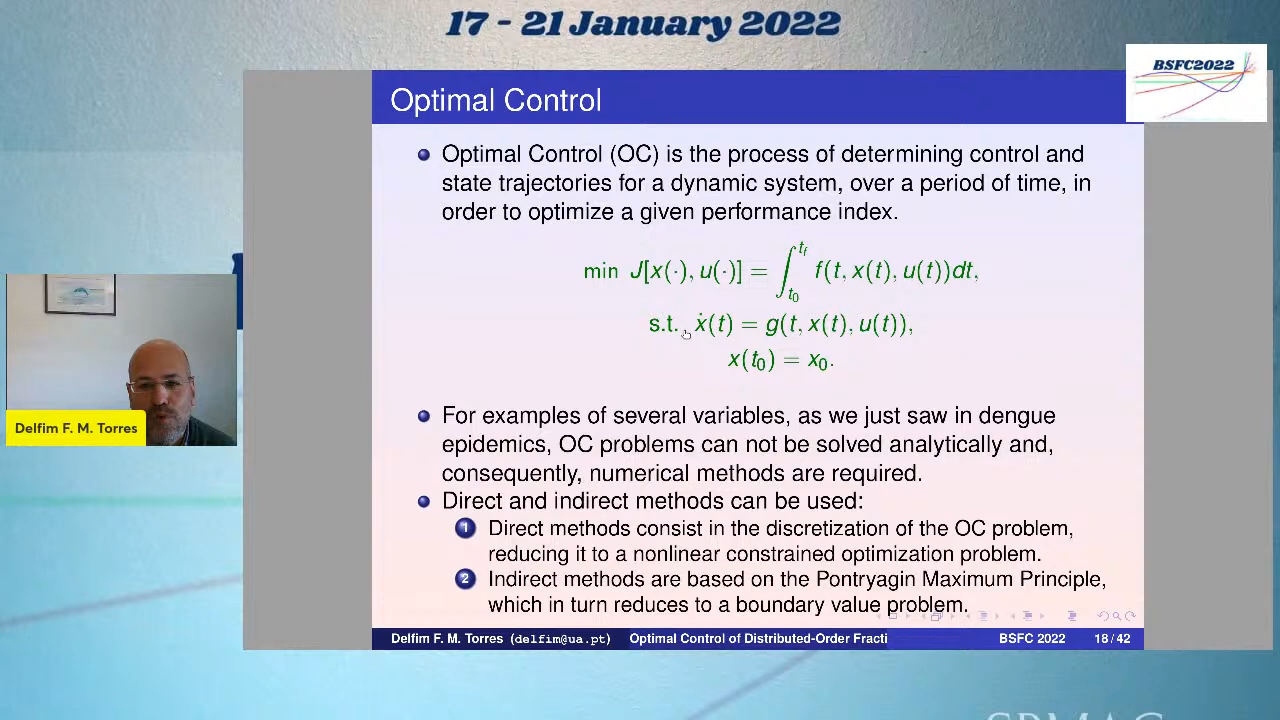 17 - 21 January 2022
BSFC2022
Optimal Control
Optimal Control (OC) is the process of determining control and
state trajectories for a dynamic system, over a period of time, in
order to optimize a given performance index.
min J[x(·), u(·)] = ∫_{t_0}^{t_f} f(t, x(t), u(t))dt,
s.t. ẋ(t) = g(t, x(t), u(t)),
x(t_0) = x_0.
For examples of several variables, as we just saw in dengue
epidemics, OC problems can not be solved analytically and,
consequently, numerical methods are required.
Direct and indirect methods can be used:
1 Direct methods consist in the discretization of the OC problem,
reducing it to a nonlinear constrained optimization problem.
2 Indirect methods are based on the Pontryagin Maximum Principle,
which in turn reduces to a boundary value problem.
Delfim F. M. Torres (delfim@ua.pt) Optimal Control of Distributed-Order Fracti BSFC 2022 18 / 42
Delfim F. M. Torres